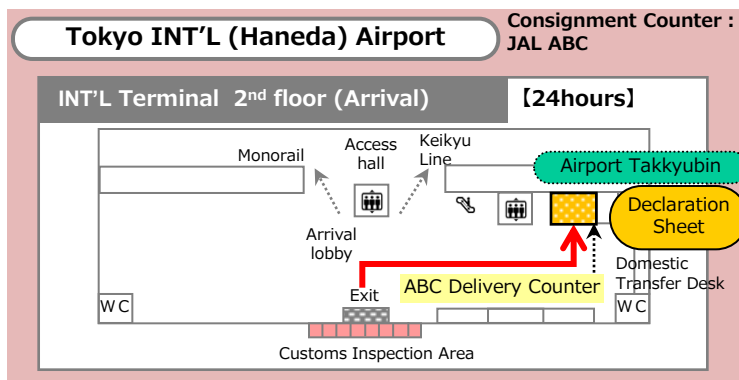 Tokyo INT'L (Haneda) Airport
Consignment Counter :
JAL ABC
INT'L Terminal 2nd floor (Arrival)
【24hours】
Monorail
Access
hall
Keikyu
Line
Airport Takkyubin
Declaration
Sheet
Arrival
lobby
ABC Delivery Counter
Domestic
Transfer Desk
Exit
WC
WC
Customs Inspection Area